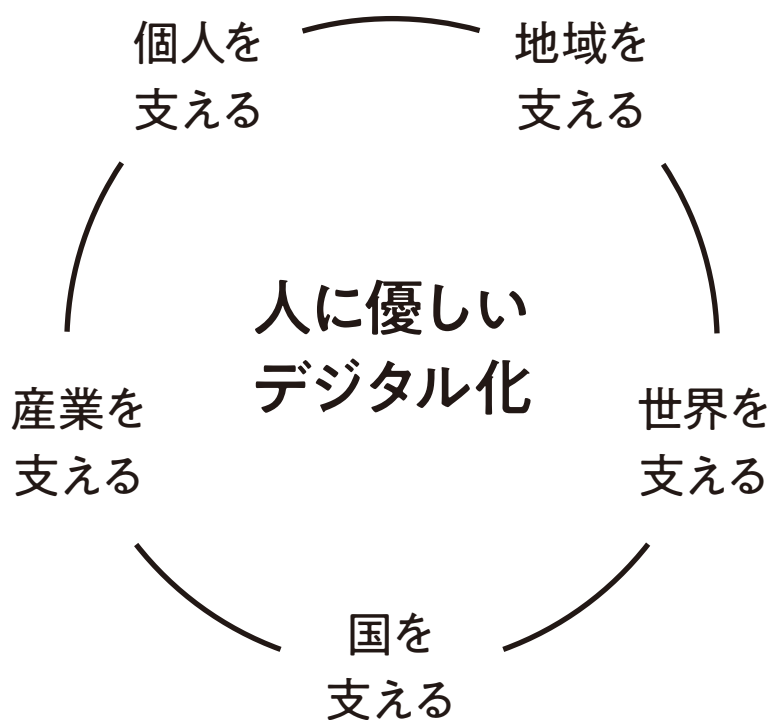 個人を
支える
地域を
支える
人に優しい
デジタル化
産業を
支える
世界を
支える
国を
支える